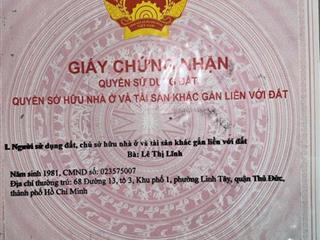 GIẤY CHỨNG NHẬN
QUYỀN SỬ DỤNG ĐẤT
QUYỀN SỞ HỮU NHÀ Ở VÀ TÀI SẢN KHÁC GẮN LIỀN VỚI ĐẤT
I. Người sử dụng đất, chủ sở hữu nhà ở và tài sản khác gắn liền với đất
Bà: Lê Thị Lĩnh
Năm sinh 1981, CMND số: 023575007
Địa chỉ thường trú: 68 Đường 13, tổ 3, Khu phố 1, phường Linh Tây, quận Thủ Đức,
thành phố Hồ Chí Minh